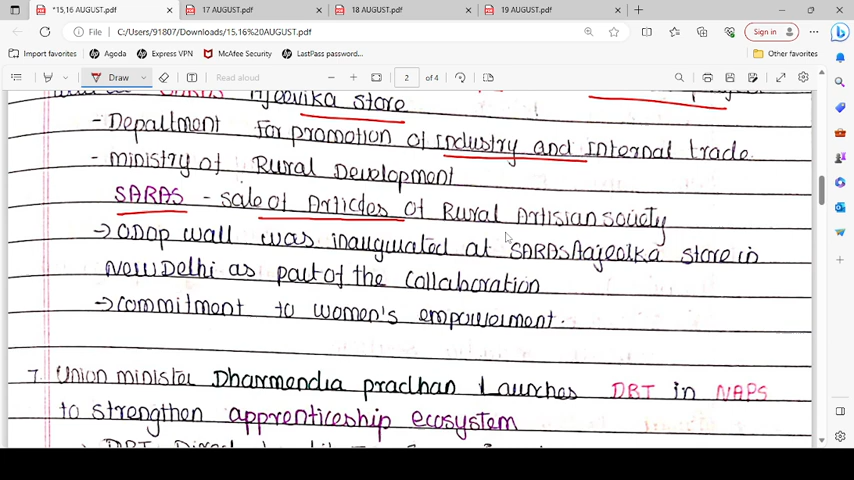 *15,16 AUGUST.pdf
17 AUGUST.pdf
18 AUGUST.pdf
19 AUGUST.pdf
File
C:/Users/91807/Downloads/15,16%20AUGUST.pdf
Sign in
Import favorites
Agoda
Express VPN
McAfee Security
LastPass password...
Other favorites
Draw
Read aloud
2 of 4
Ajeevika store
- Department for promotion of industry and Internal trade
- ministry of Rural Development
SARAS - sale of Articles of Rural Artisian society
→ ODOP wall was inaugurated at SARAS Aajeevika store in
New Delhi as part of the collaboration
→ commitment to women's empowerment.
7. Union minister Dharmendra pradhan Launches DBT in NAPS
to strengthen apprenticeship ecosystem